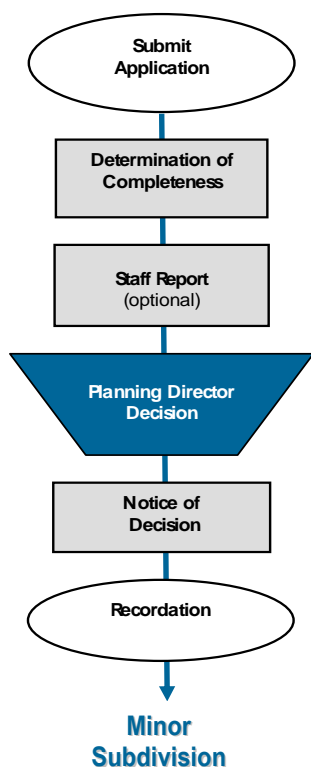 Submit
Application
Determination of
Completeness
Staff Report
(optional)
Planning Director
Decision
Notice of
Decision
Recordation
Minor
Subdivision